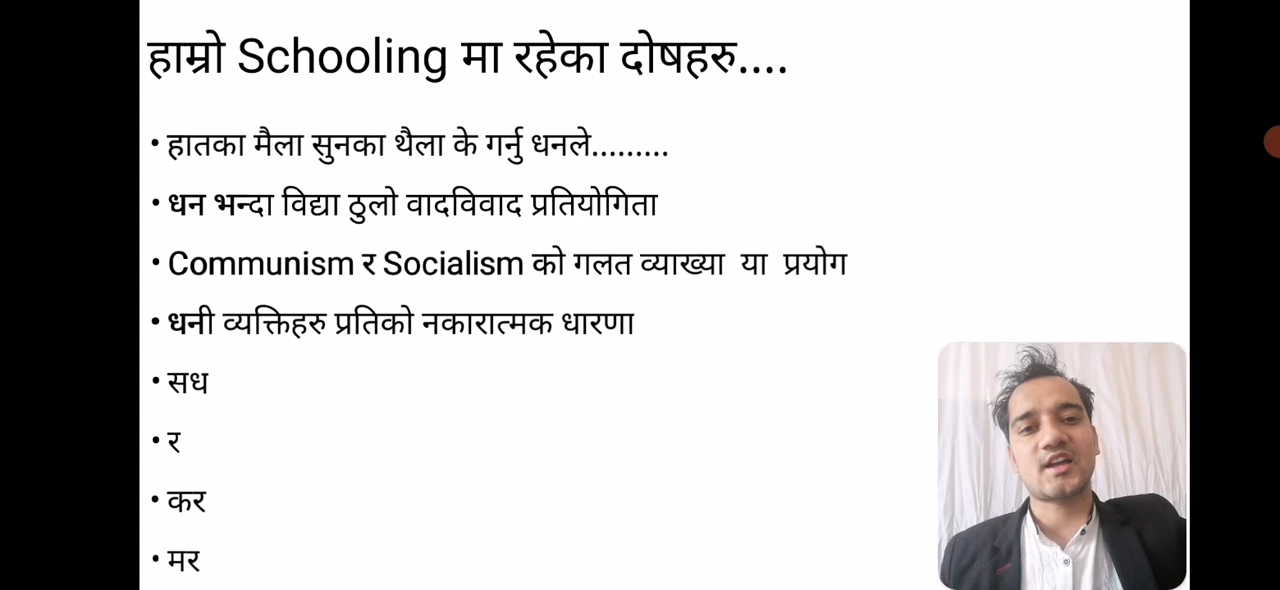 हाम्रो Schooling मा रहेका दोषहरु....
• हातका मैला सुनका थैला के गर्नु धनले.........
• धन भन्दा विद्या ठुलो वादविवाद प्रतियोगिता
• Communism र Socialism को गलत व्याख्या या प्रयोग
• धनी व्यक्तिहरु प्रतिको नकारात्मक धारणा
• सध
• र
• कर
• मर